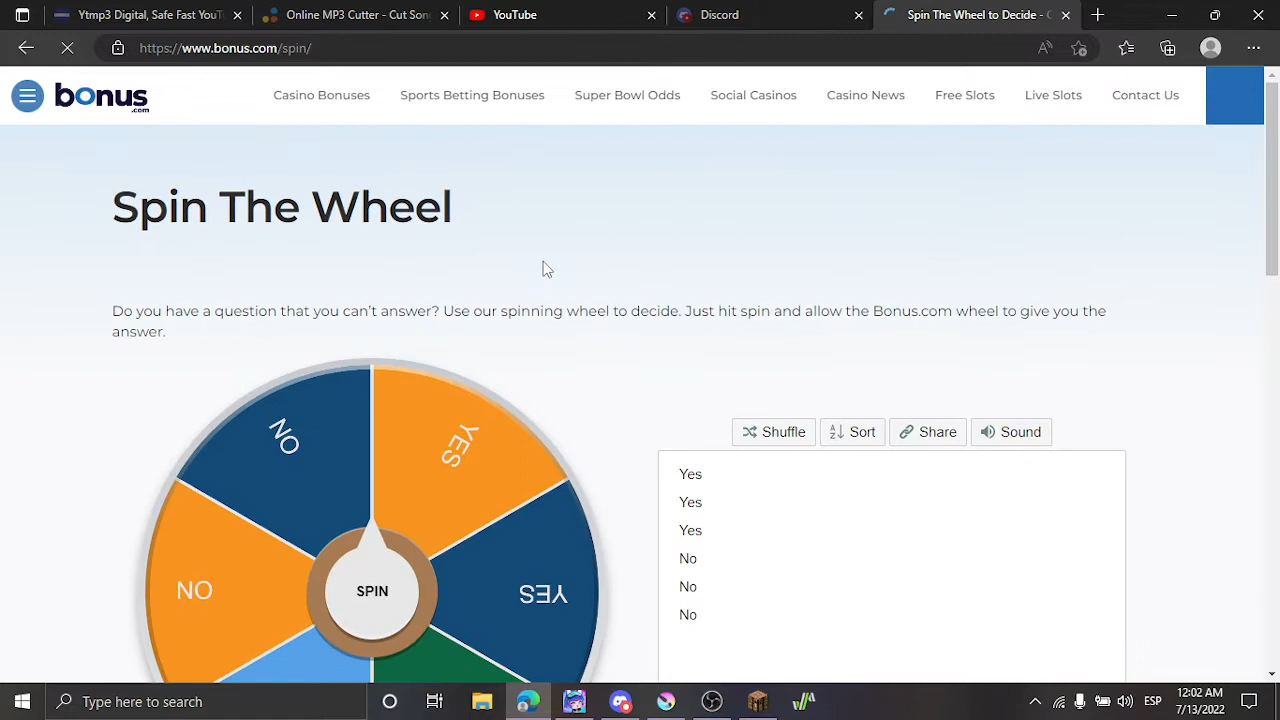 Ytmp3 Digital, Safe Fast YouT
Online MP3 Cutter - Cut Song
YouTube
Discord
Spin The Wheel to Decide - C
https://www.bonus.com/spin/
bonus
.com
Casino Bonuses
Sports Betting Bonuses
Super Bowl Odds
Social Casinos
Casino News
Free Slots
Live Slots
Contact Us
Spin The Wheel
Do you have a question that you can't answer? Use our spinning wheel to decide. Just hit spin and allow the Bonus.com wheel to give you the
answer.
NO
YES
NO
YES
SPIN
Shuffle
Sort
Share
Sound
Yes
Yes
Yes
No
No
No
Type here to search
ESP
12:02 AM
7/13/2022